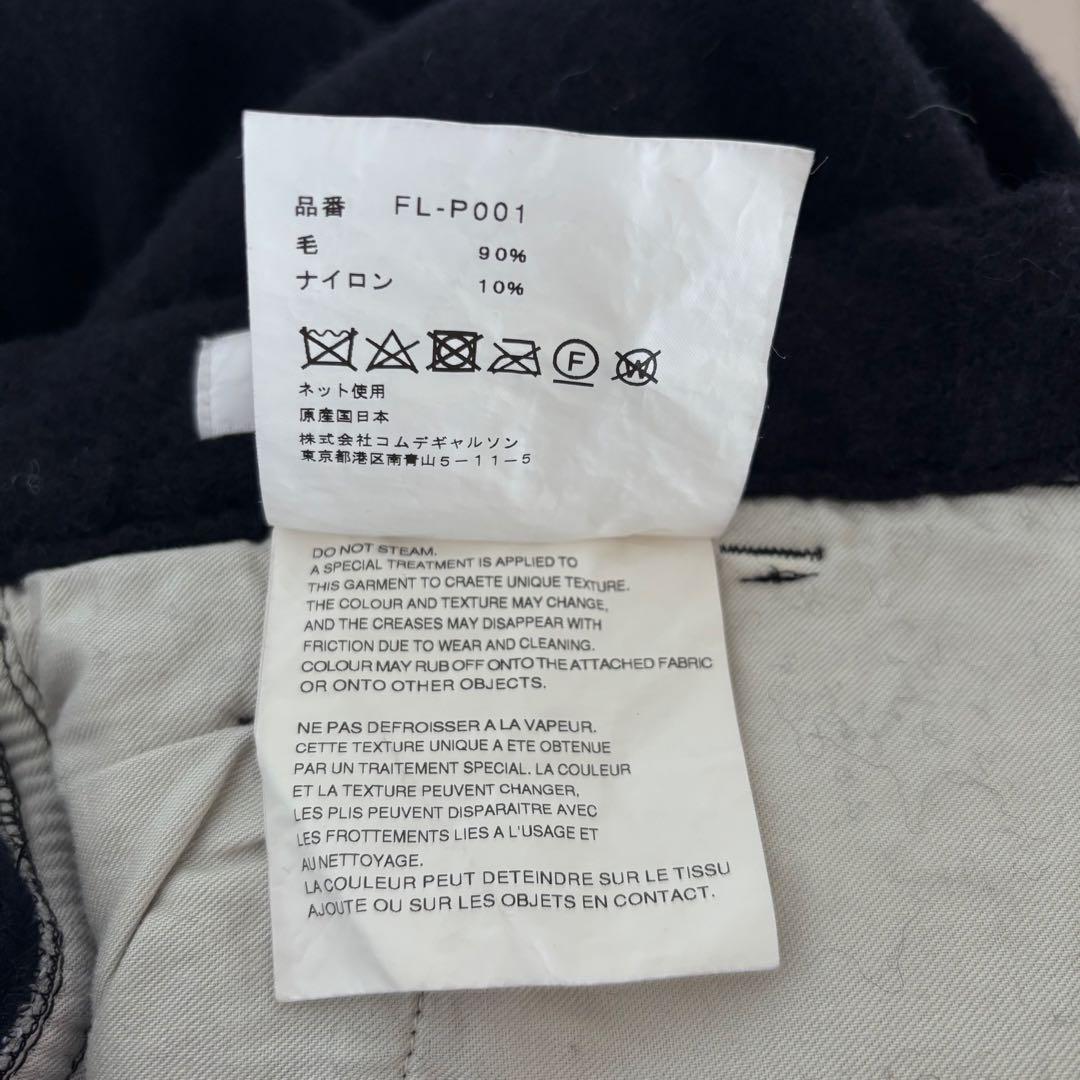 品番 FL-P001
毛 90%
ナイロン 10%
F W
ネット使用
原産国日本
株式会社コムデギャルソン
東京都港区南青山5-11-5
DO NOT STEAM.
A SPECIAL TREATMENT IS APPLIED TO
THIS GARMENT TO CRAETE UNIQUE TEXTURE.
THE COLOUR AND TEXTURE MAY CHANGE,
AND THE CREASES MAY DISAPPEAR WITH
FRICTION DUE TO WEAR AND CLEANING.
COLOUR MAY RUB OFF ONTO THE ATTACHED FABRIC
OR ONTO OTHER OBJECTS.
NE PAS DEFROISSER A LA VAPEUR.
CETTE TEXTURE UNIQUE A ETE OBTENUE
PAR UN TRAITEMENT SPECIAL. LA COULEUR
ET LA TEXTURE PEUVENT CHANGER,
LES PLIS PEUVENT DISPARAITRE AVEC
LES FROTTEMENTS LIES A L'USAGE ET
AU NETTOYAGE.
LA COULEUR PEUT DETEINDRE SUR LE TISSU
AJOUTE OU SUR LES OBJETS EN CONTACT.